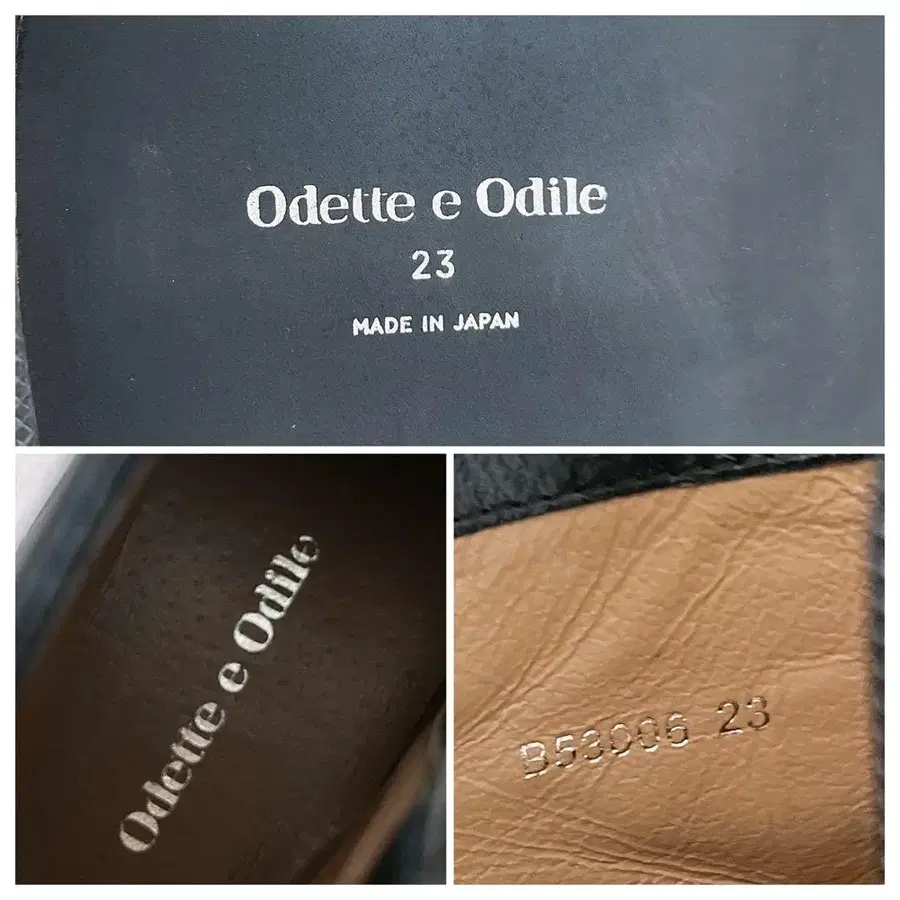 Odette e Odile
23
MADE IN JAPAN
Odette e Odile
B53006 23